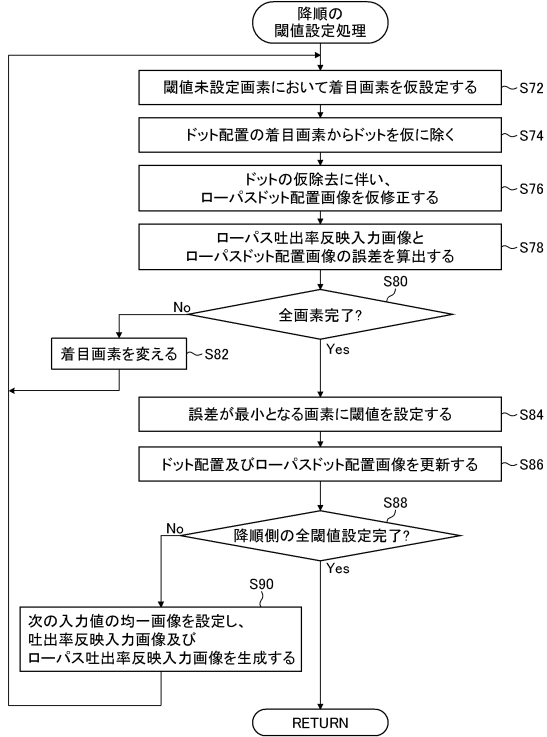 降順の
閾値設定処理
閾値未設定画素において着目画素を仮設定する
S72
ドット配置の着目画素からドットを仮に除く
S74
ドットの仮除去に伴い、
ローパスドット配置画像を仮修正する
S76
ローパス吐出率反映入力画像と
ローパスドット配置画像の誤差を算出する
S78
S80
全画素完了?
No
Yes
着目画素を変える
S82
誤差が最小となる画素に閾値を設定する
S84
ドット配置及びローパスドット配置画像を更新する
S86
S88
降順側の全閾値設定完了?
No
Yes
S90
次の入力値の均一画像を設定し、
吐出率反映入力画像及び
ローパス吐出率反映入力画像を生成する
RETURN